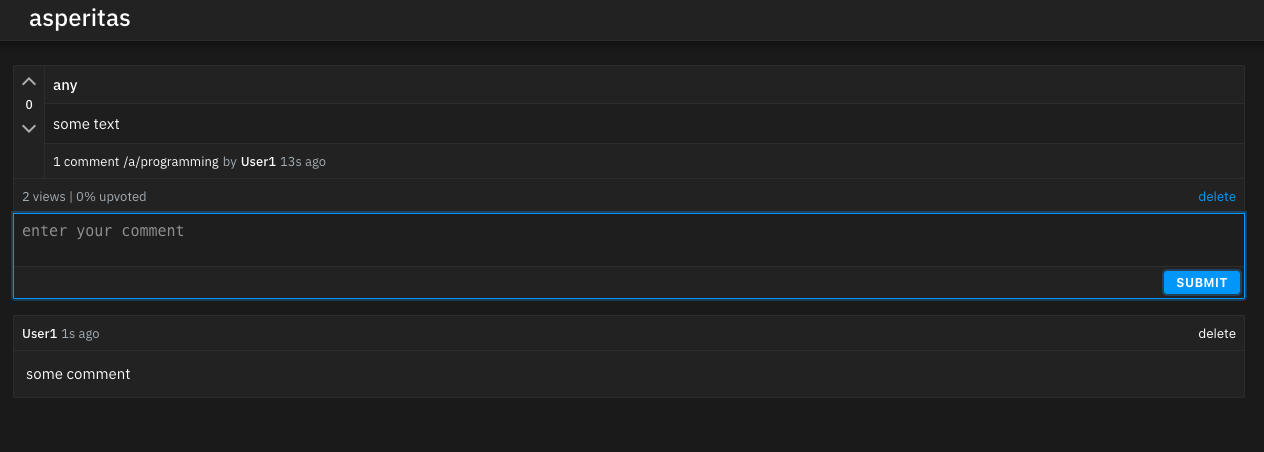 asperitas
any
0
some text
1 comment /a/programming by User1 13s ago
2 views | 0% upvoted delete
enter your comment
SUBMIT
User1 1s ago delete
some comment